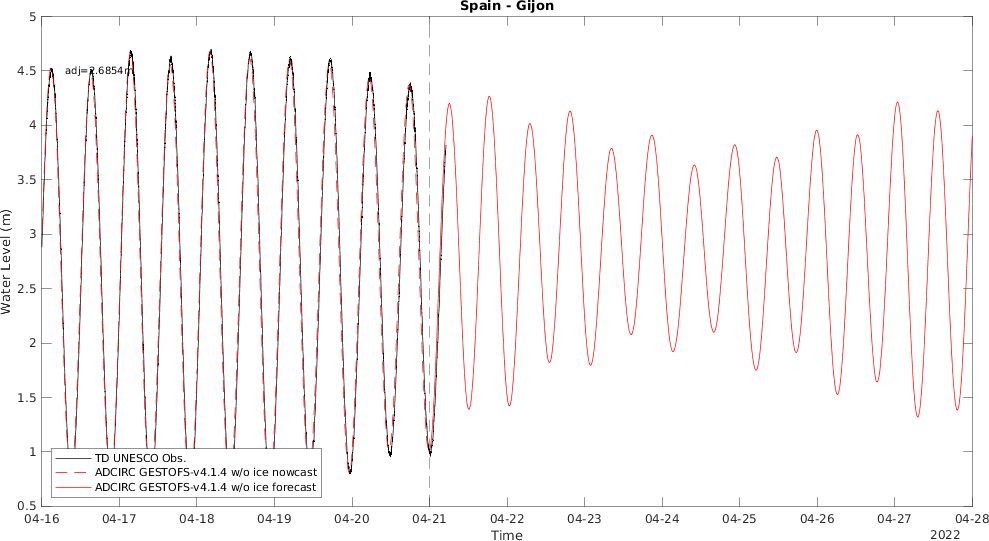 Spain - Gijon
5
4.5
4
3.5
3
2.5
2
1.5
1
0.5
Water Level (m)
adj=2.6854m
TD UNESCO Obs.
ADCIRC GESTOFS-v4.1.4 w/o ice nowcast
ADCIRC GESTOFS-v4.1.4 w/o ice forecast
04-16 04-17 04-18 04-19 04-20 04-21 04-22 04-23 04-24 04-25 04-26 04-27 04-28
Time
2022